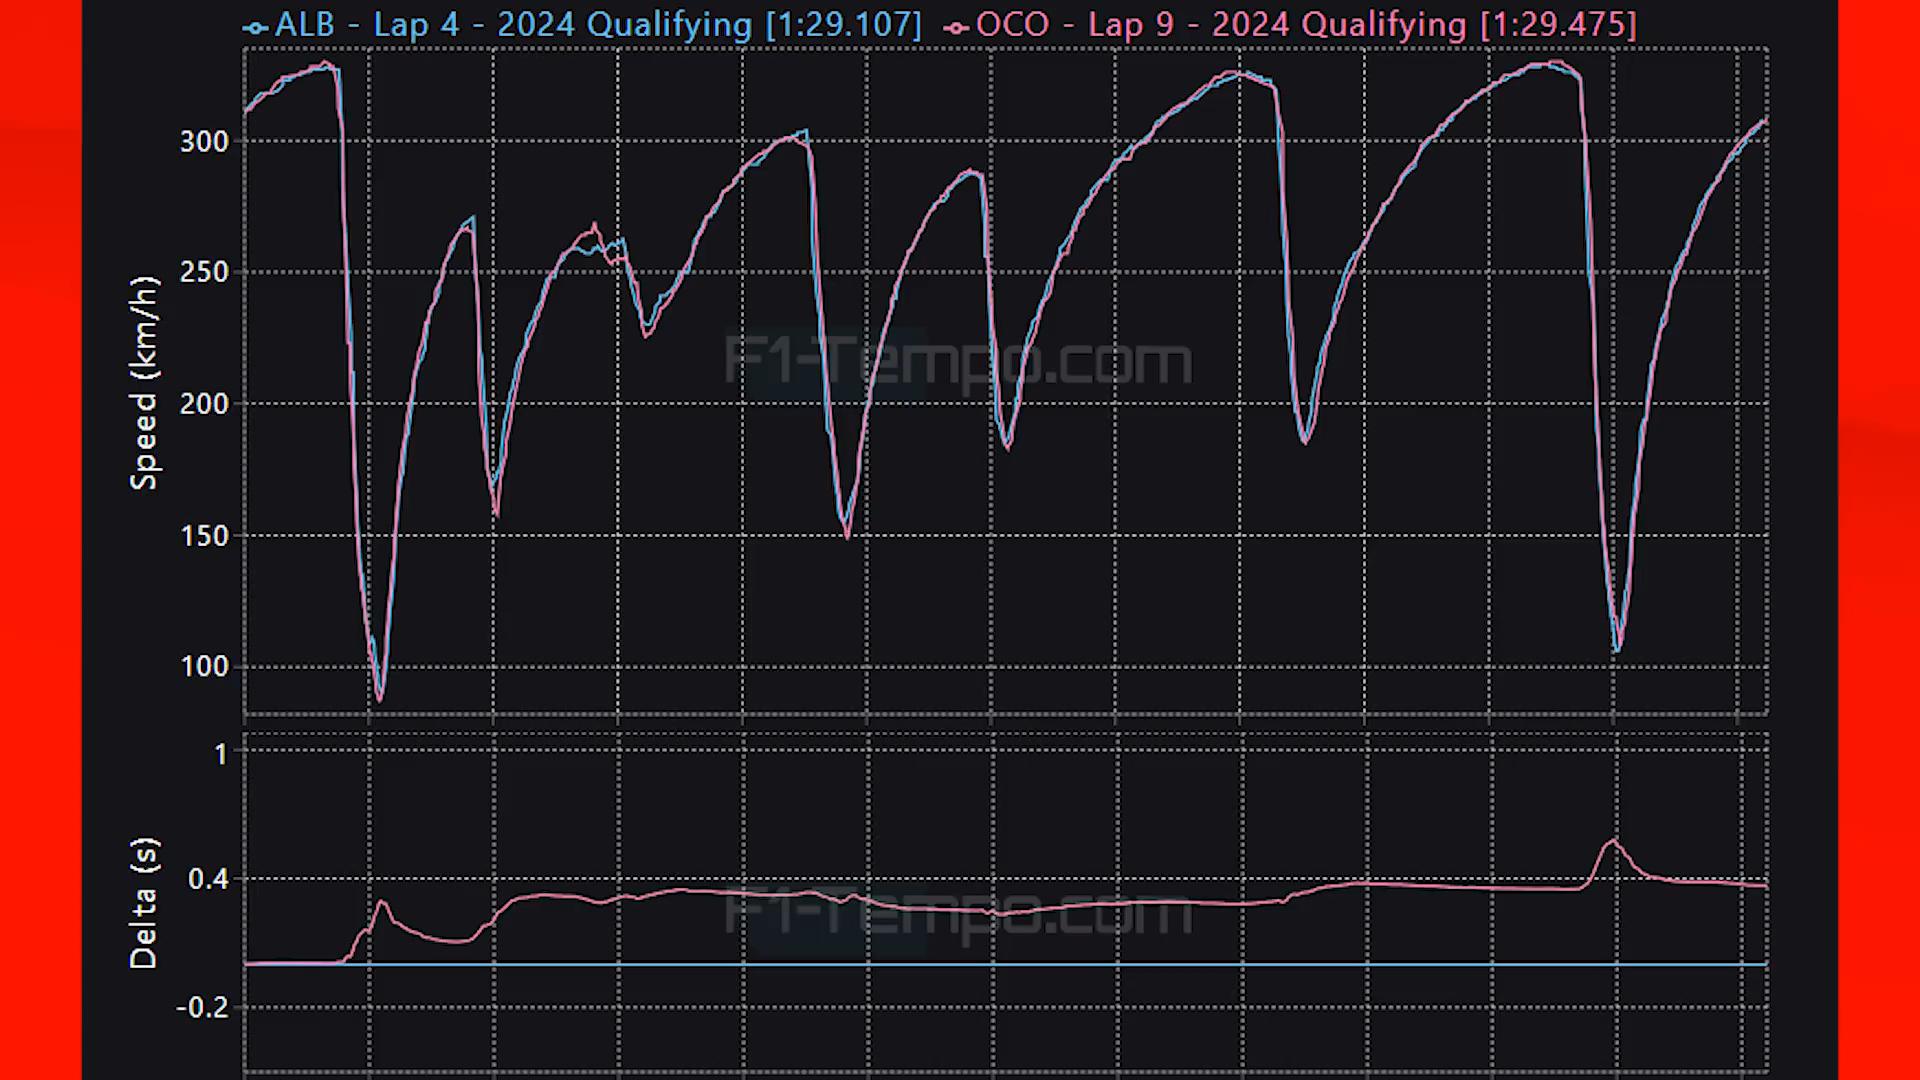 ALB - Lap 4 - 2024 Qualifying [1:29.107] OCO - Lap 9 - 2024 Qualifying [1:29.475]
300
250
200
150
100
Speed (km/h)
F1-Tempo.com
1
0.4
-0.2
Delta (s)
F1-Tempo.com